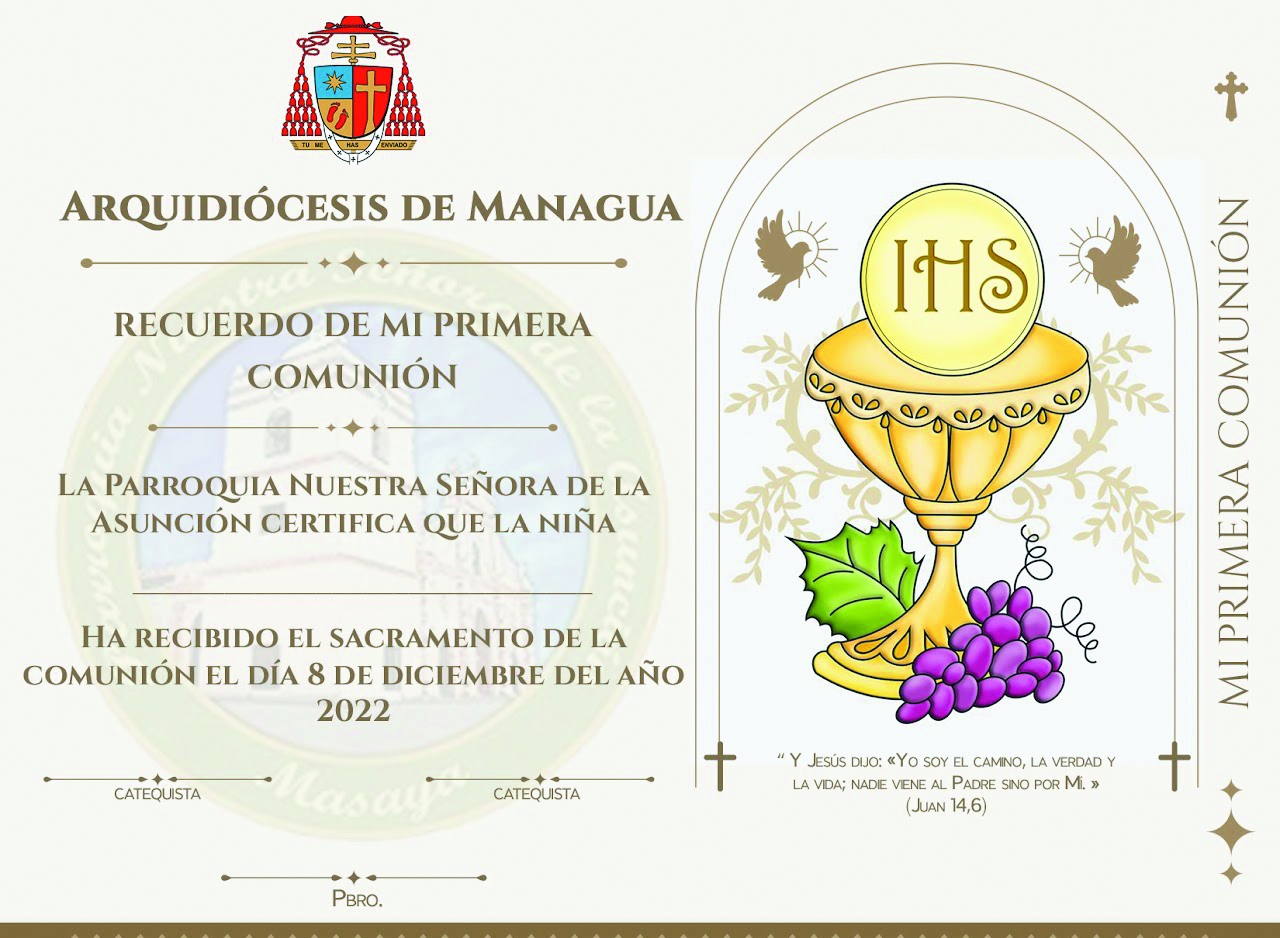 TU ME HAS ENVIADO
ARQUIDIÓCESIS DE MANAGUA
RECUERDO DE MI PRIMERA
COMUNIÓN
LA PARROQUIA NUESTRA SEÑORA DE LA
ASUNCIÓN CERTIFICA QUE LA NIÑA
HA RECIBIDO EL SACRAMENTO DE LA
COMUNIÓN EL DÍA 8 DE DICIEMBRE DEL AÑO
2022
CATEQUISTA CATEQUISTA
PBRO.
Parroquia Nuestra Señora de la Asunción
Masaya
IHS
“ Y JESÚS DIJO: «YO SOY EL CAMINO, LA VERDAD Y
LA VIDA; NADIE VIENE AL PADRE SINO POR MÍ. »
(JUAN 14,6)
MI PRIMERA COMUNIÓN